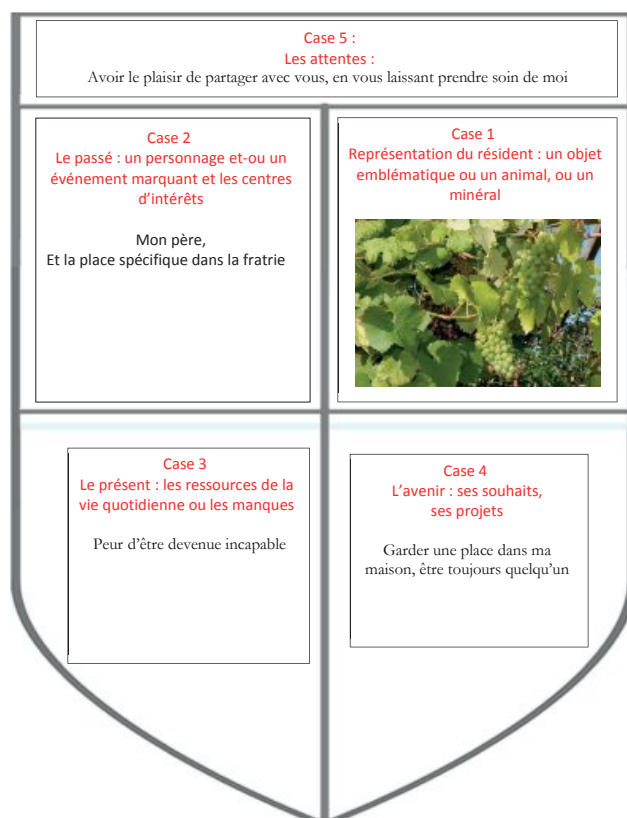 Case 5 :
Les attentes :
Avoir le plaisir de partager avec vous, en vous laissant prendre soin de moi
Case 2
Le passé : un personnage et-ou un
événement marquant et les centres
d’intérêts
Mon père,
Et la place spécifique dans la fratrie
Case 1
Représentation du résident : un objet
emblématique ou un animal, ou un
minéral
Case 3
Le présent : les ressources de la
vie quotidienne ou les manques
Peur d’être devenue incapable
Case 4
L’avenir : ses souhaits,
ses projets
Garder une place dans ma
maison, être toujours quelqu’un